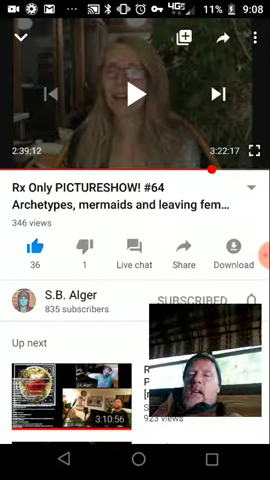 4G
11%
9:08
2:39:12
3:22:17
Rx Only PICTURESHOW! #64
Archetypes, mermaids and leaving fem...
346 views
36
1
Live chat
Share
Download
S.B. Alger
835 subscribers
SUBSCRIBED
Up next
3:10:56
923 views